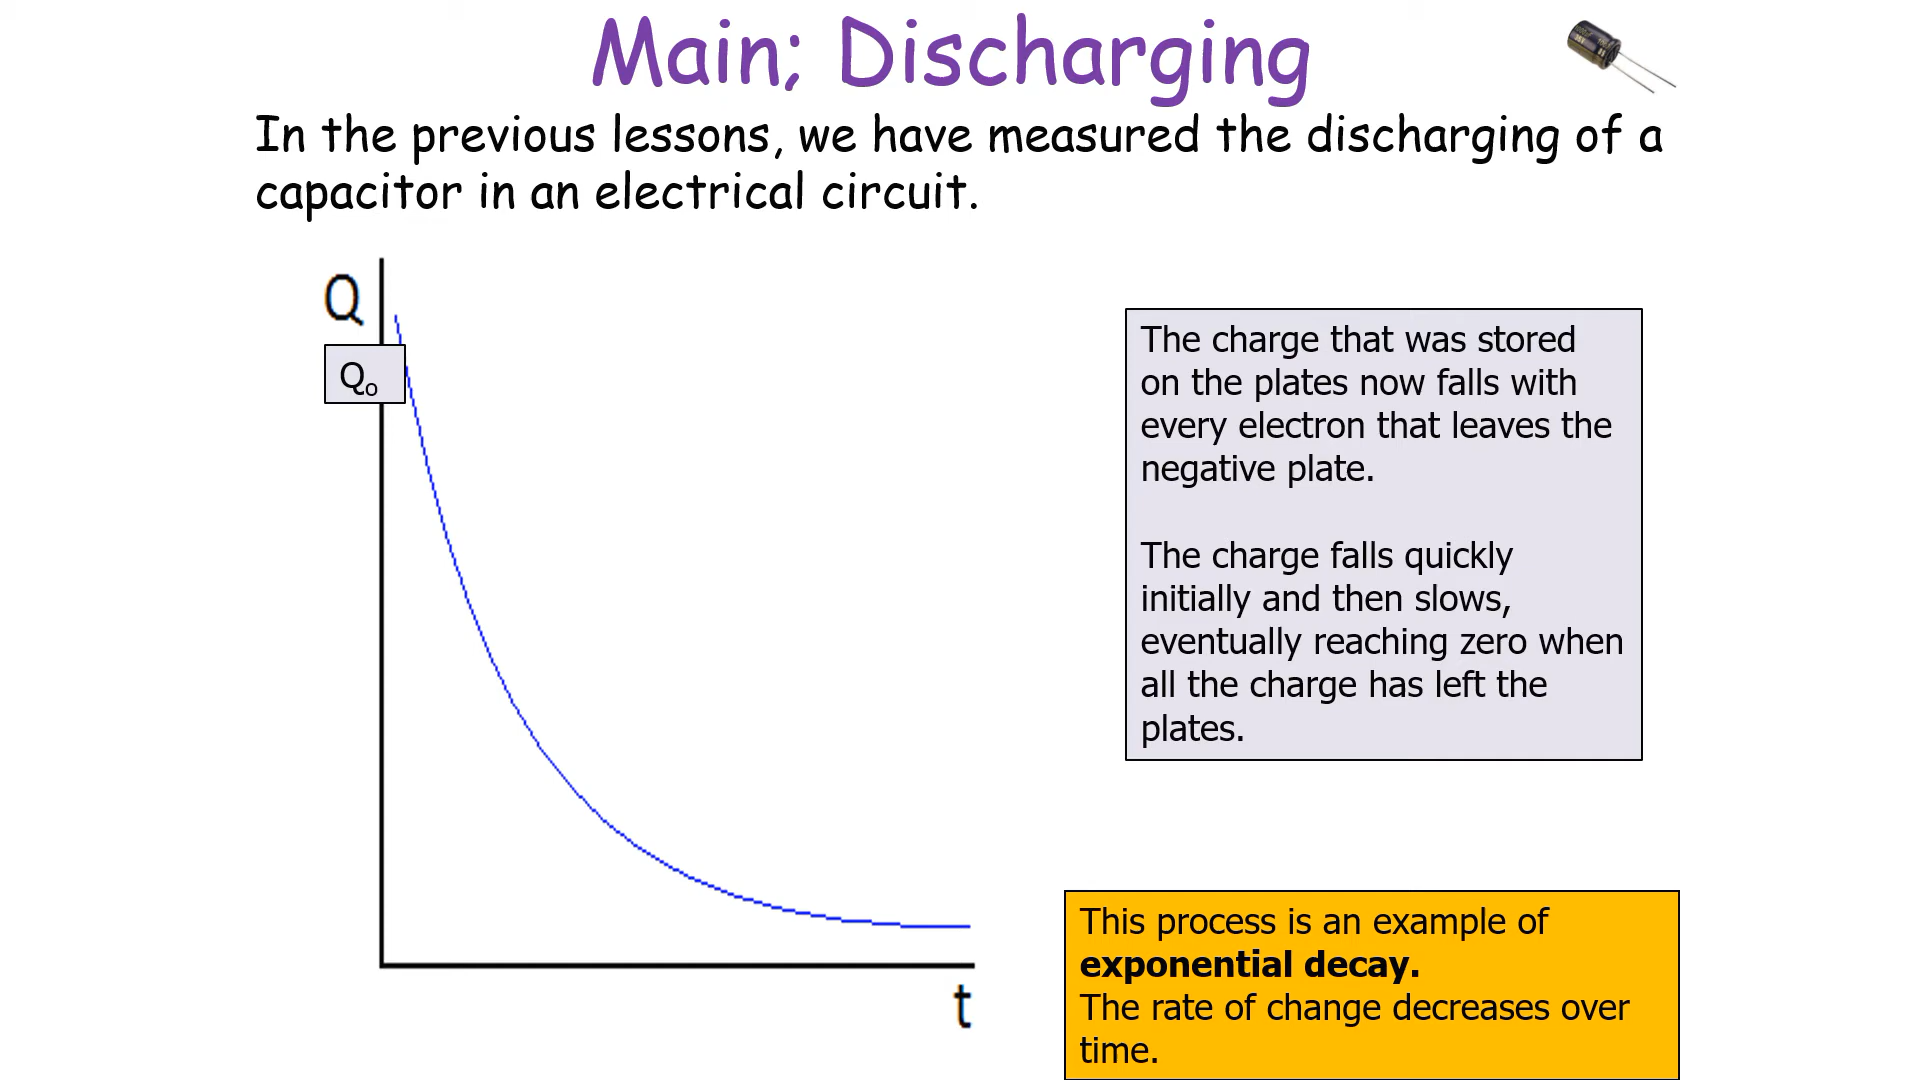 Main; Discharging
In the previous lessons, we have measured the discharging of a
capacitor in an electrical circuit.
Q
Qo
t
The charge that was stored
on the plates now falls with
every electron that leaves the
negative plate.
The charge falls quickly
initially and then slows,
eventually reaching zero when
all the charge has left the
plates.
This process is an example of
exponential decay.
The rate of change decreases over
time.